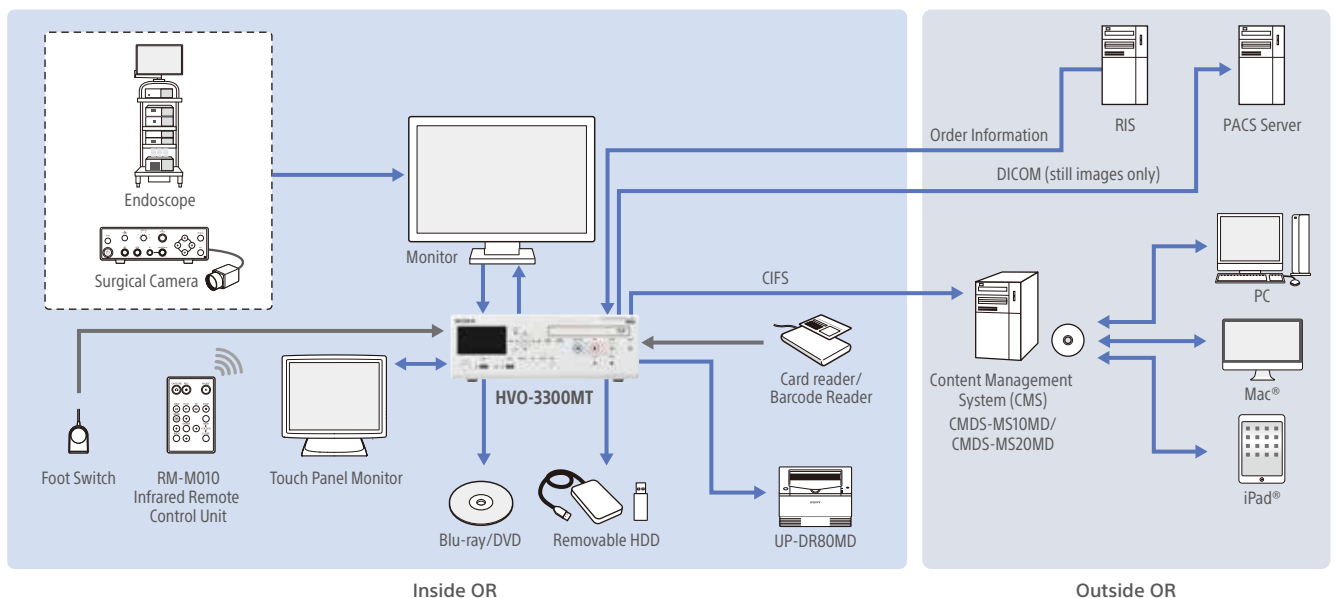 Endoscope
Surgical Camera
Monitor
Order Information
RIS
PACS Server
DICOM (still images only)
CIFS
PC
Mac®
iPad®
Content Management
System (CMS)
CMDS-MS10MD/
CMDS-MS20MD
Card reader/
Barcode Reader
HVO-3300MT
Foot Switch
RM-M010
Infrared Remote
Control Unit
Touch Panel Monitor
Blu-ray/DVD
Removable HDD
UP-DR80MD
Inside OR
Outside OR